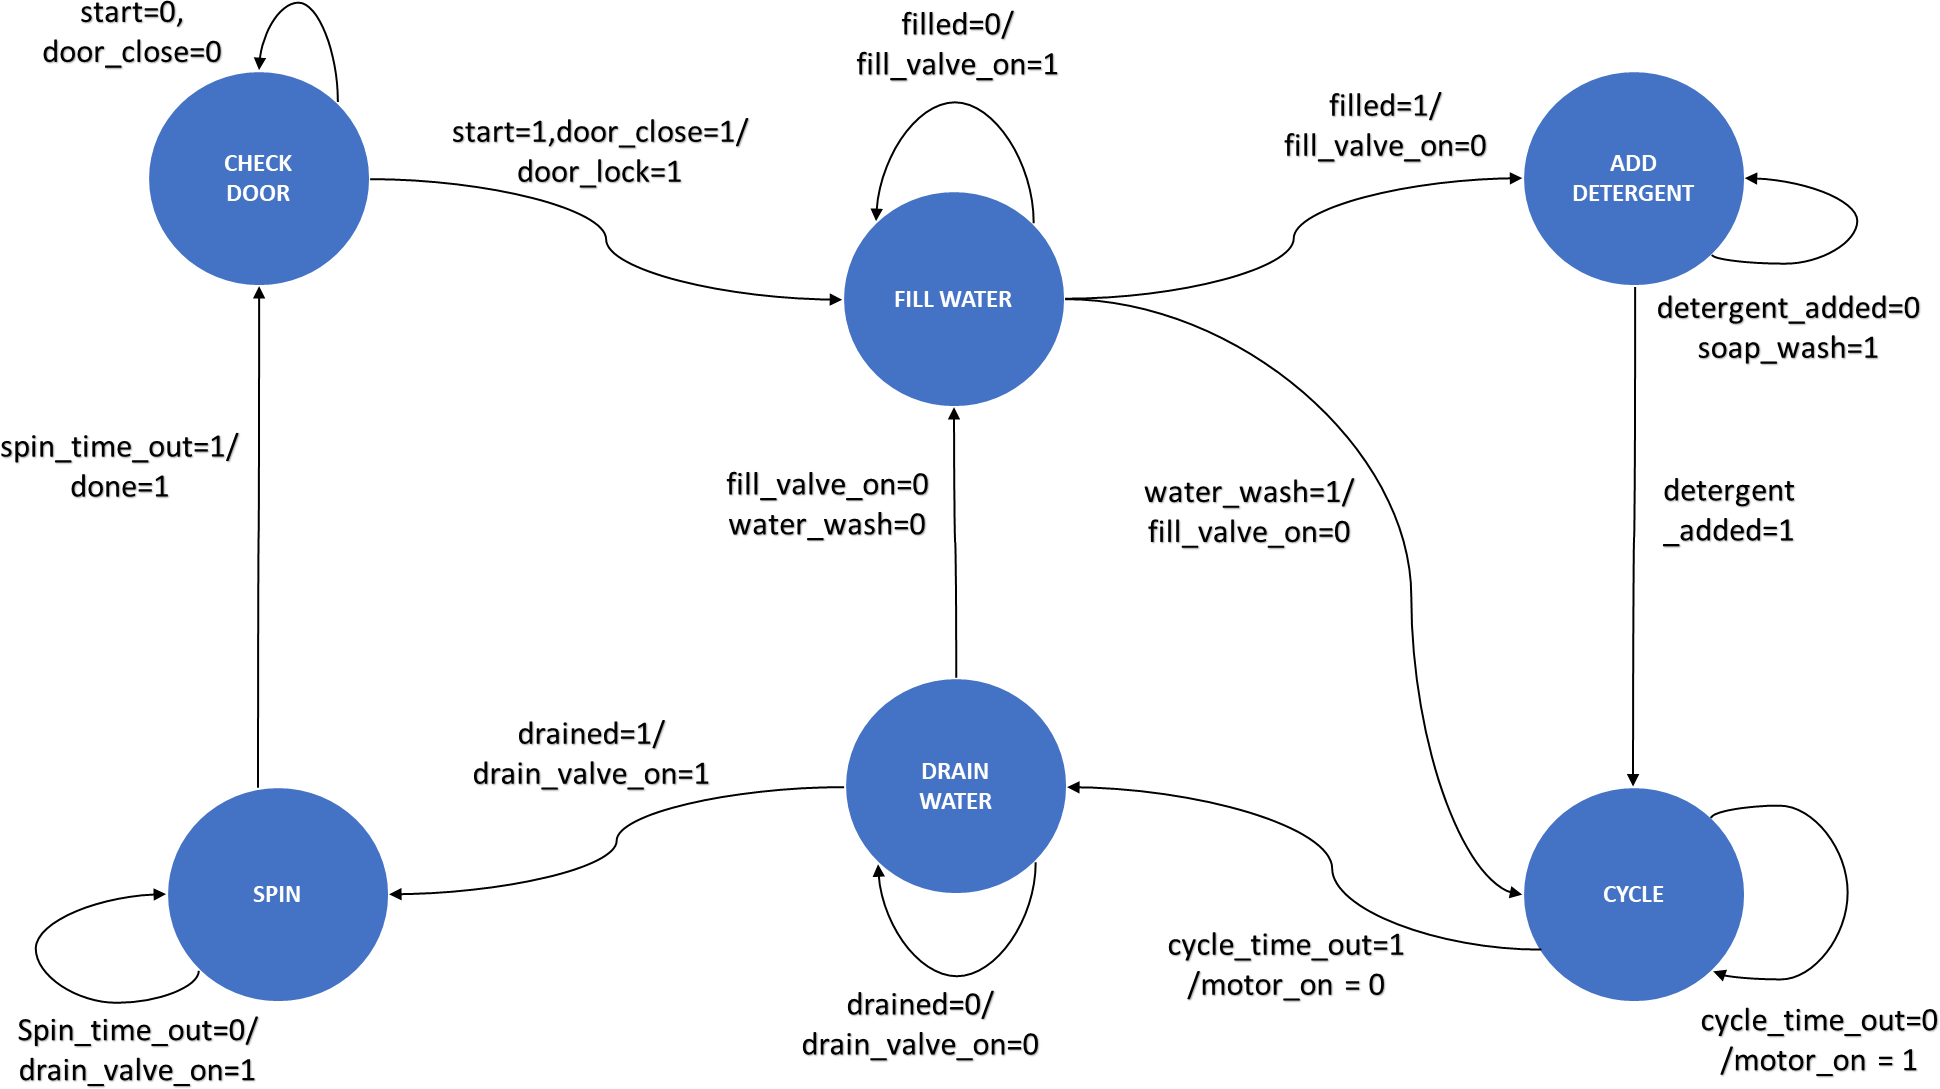 start=0,
door_close=0
filled=0/
fill_valve_on=1
filled=1/
fill_valve_on=0
start=1,door_close=1/
door_lock=1
CHECK
DOOR
ADD
DETERGENT
FILL WATER
detergent_added=0
soap_wash=1
spin_time_out=1/
done=1
fill_valve_on=0
water_wash=0
water_wash=1/
fill_valve_on=0
detergent
_added=1
drained=1/
drain_valve_on=1
DRAIN
WATER
SPIN
CYCLE
cycle_time_out=1
/motor_on = 0
drained=0/
drain_valve_on=0
Spin_time_out=0/
drain_valve_on=1
cycle_time_out=0
/motor_on = 1